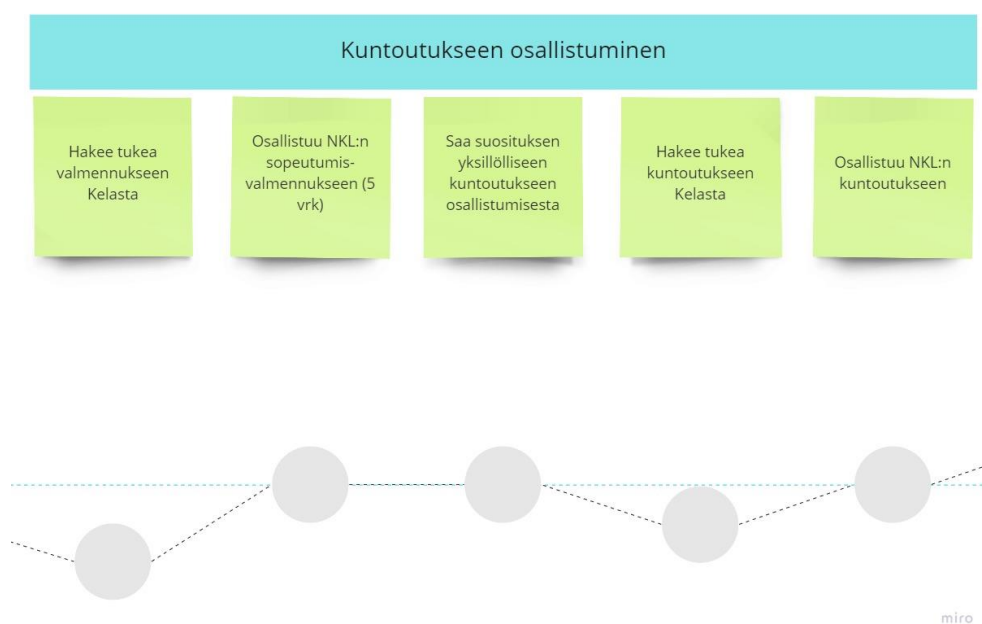 Kuntoutukseen osallistuminen
Hakee tukea
valmennukseen
Kelasta
Osallistuu NKL:n
sopeutumis-
valmennukseen (5
vrk)
Saa suosituksen
yksillölliseen
kuntoutukseen
osallistumisesta
Hakee tukea
kuntoutukseen
Kelasta
Osallistuu NKL:n
kuntoutukseen
miro